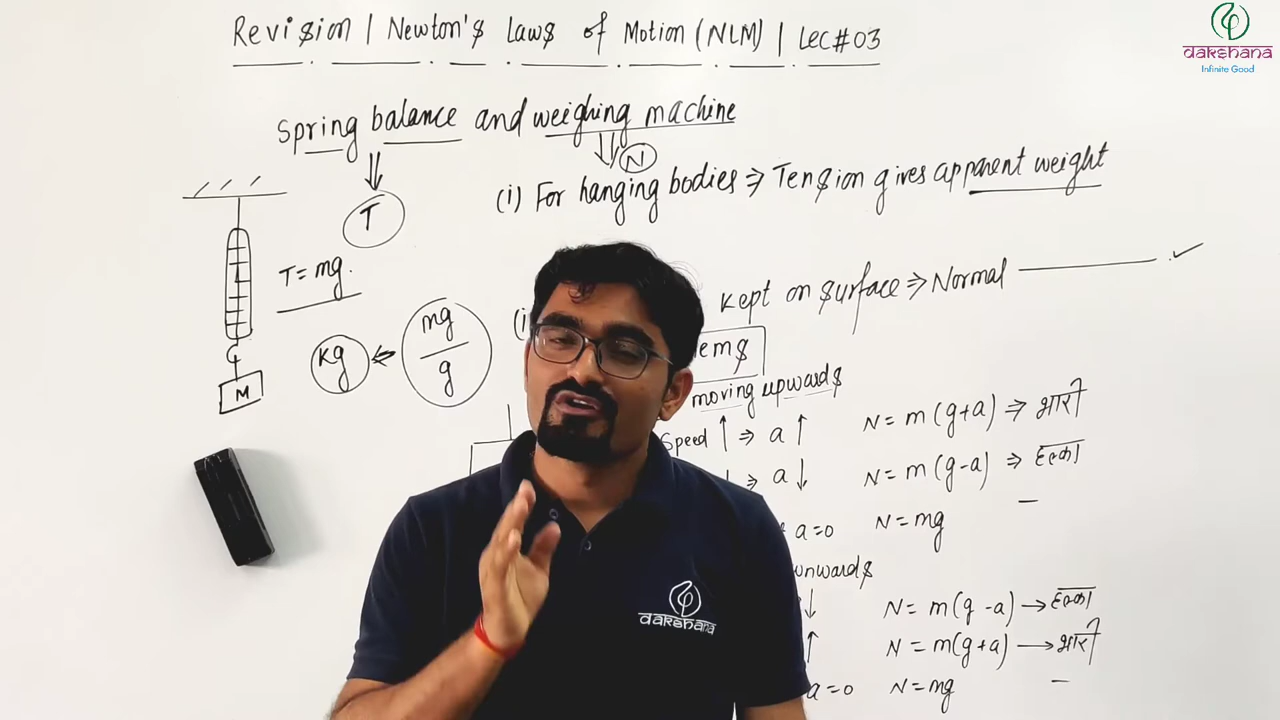 Revision | Newton's Laws of Motion (NLM) | Lec#03
dakshana
Infinite Good
Spring balance and weighing machine
N
T
(i) For hanging bodies ⇒ Tension gives apparent weight
T=mg.
kept on surface ⇒ Normal
mg
g
kg
M
moving upwards
Speed ↑ ⇒ a ↑ N = m(g+a) ⇒ भारी
↓ ⇒ a ↓ N = m(g-a) ⇒ हल्का
a=0 N=mg
↓ N = m(g-a) → हल्का
↑ N = m(g+a) → भारी
a=0 N=mg
dakshana